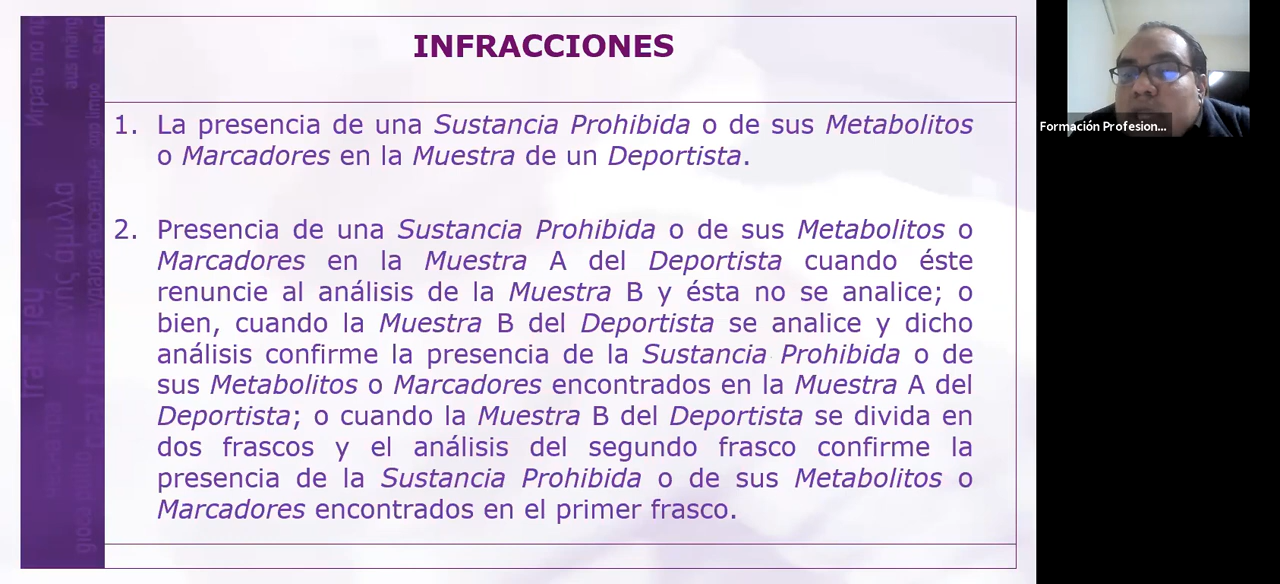 INFRACCIONES
1. La presencia de una Sustancia Prohibida o de sus Metabolitos
o Marcadores en la Muestra de un Deportista.
2. Presencia de una Sustancia Prohibida o de sus Metabolitos o
Marcadores en la Muestra A del Deportista cuando éste
renuncie al análisis de la Muestra B y ésta no se analice; o
bien, cuando la Muestra B del Deportista se analice y dicho
análisis confirme la presencia de la Sustancia Prohibida o de
sus Metabolitos o Marcadores encontrados en la Muestra A del
Deportista; o cuando la Muestra B del Deportista se divida en
dos frascos y el análisis del segundo frasco confirme la
presencia de la Sustancia Prohibida o de sus Metabolitos o
Marcadores encontrados en el primer frasco.
Formación Profesion...